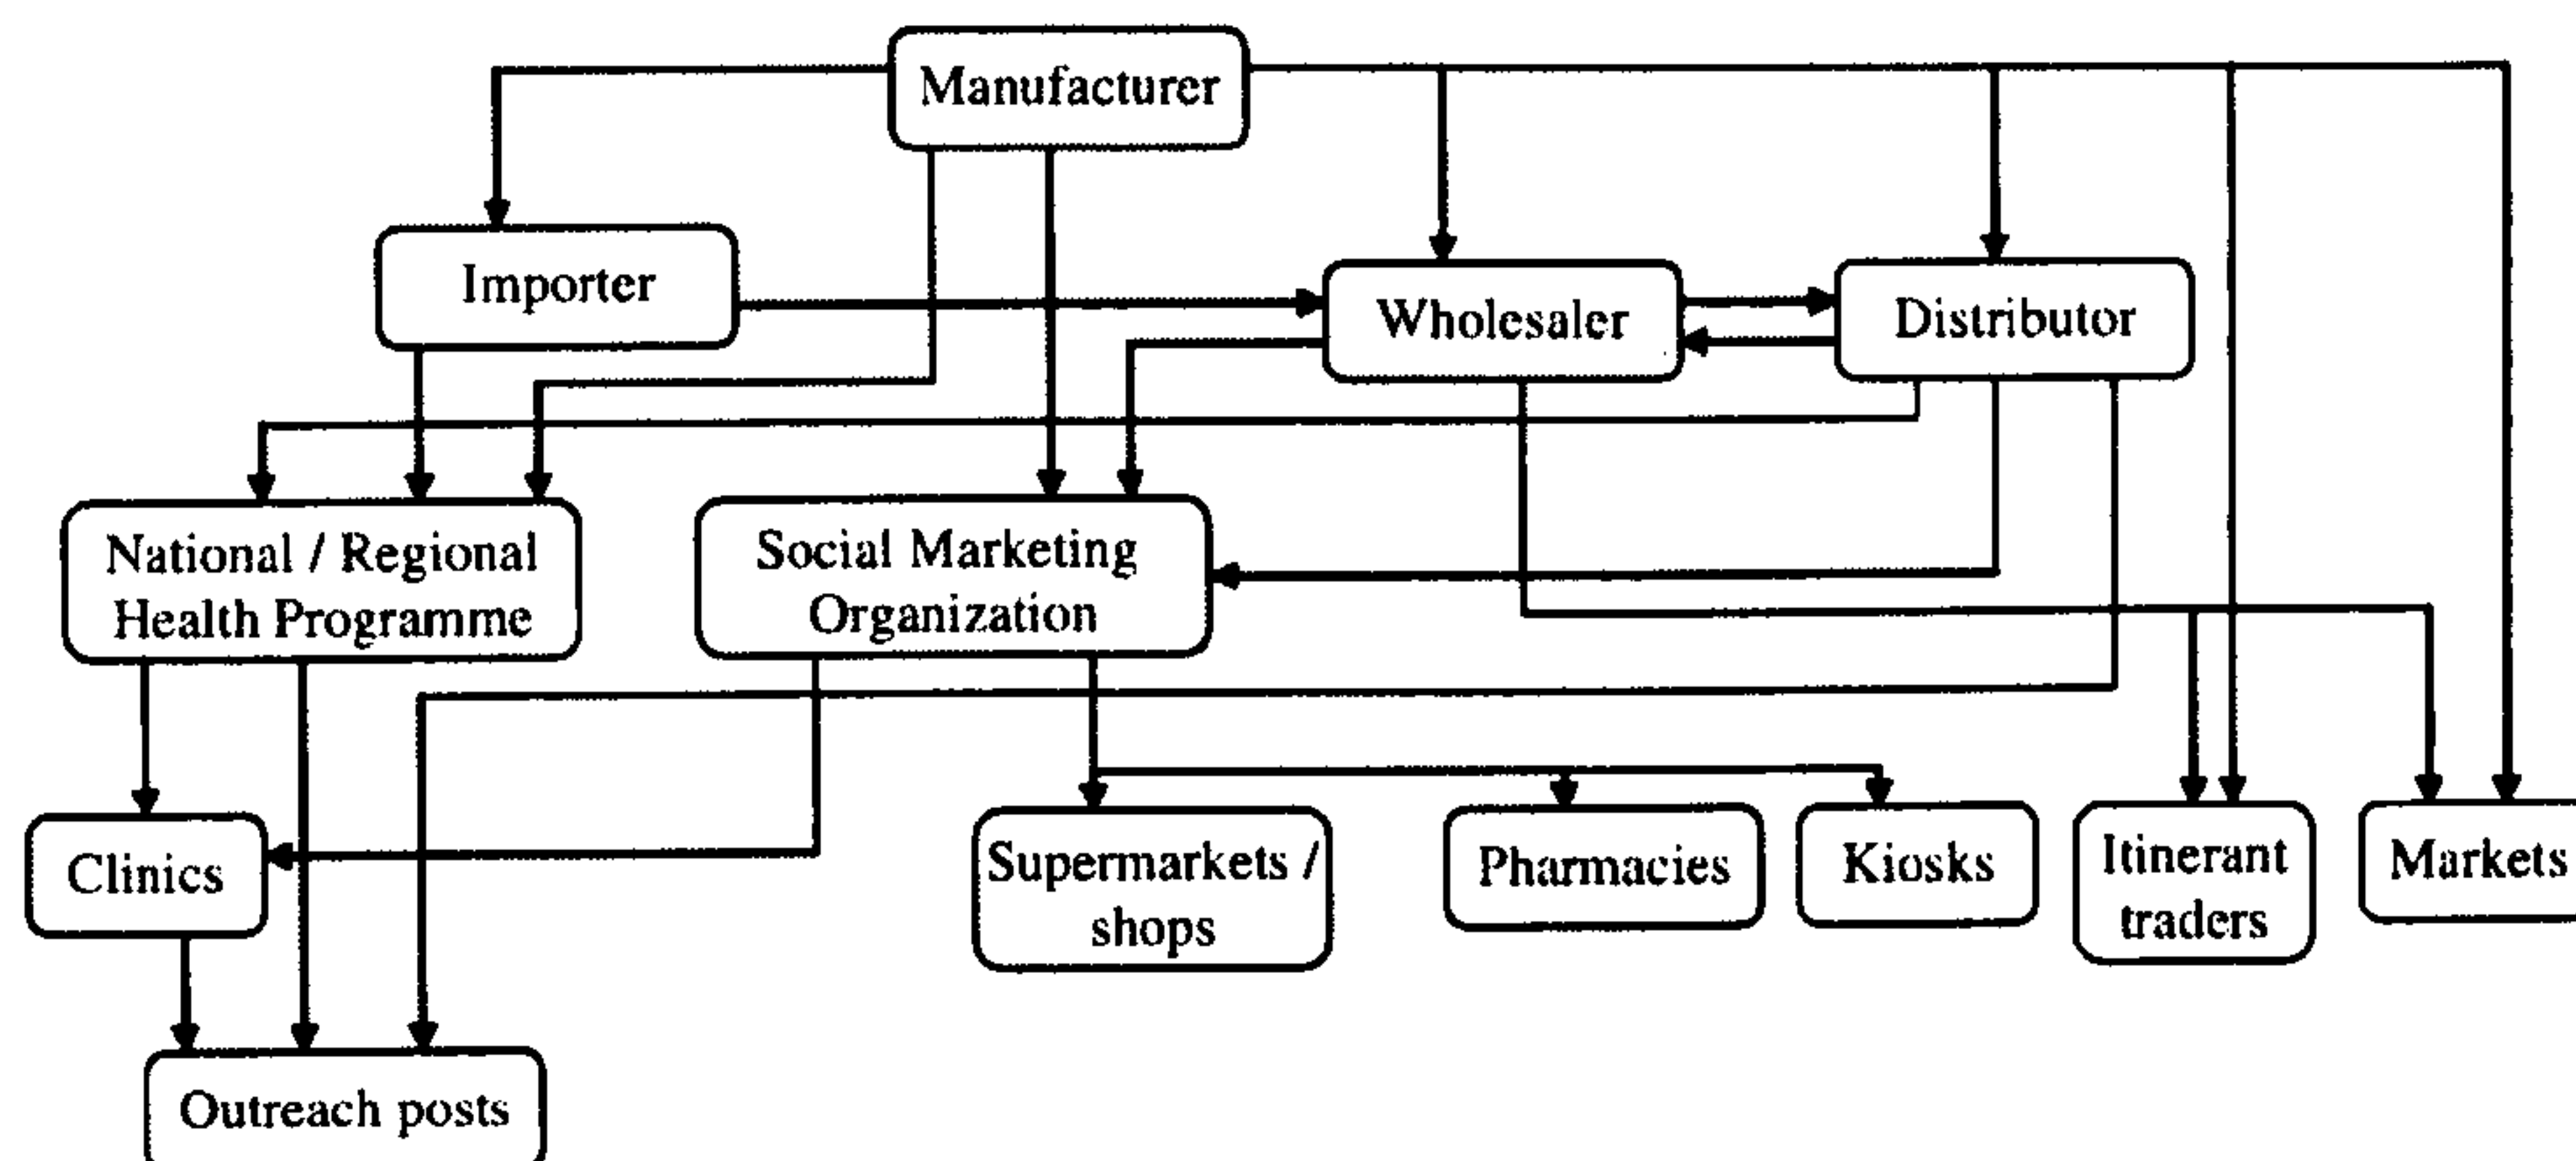 Manufacturer
Importer
Wholesaler
Distributor
National / Regional
Health Programme
Social Marketing
Organization
Clinics
Supermarkets /
shops
Pharmacies
Kiosks
Itinerant
traders
Markets
Outreach posts